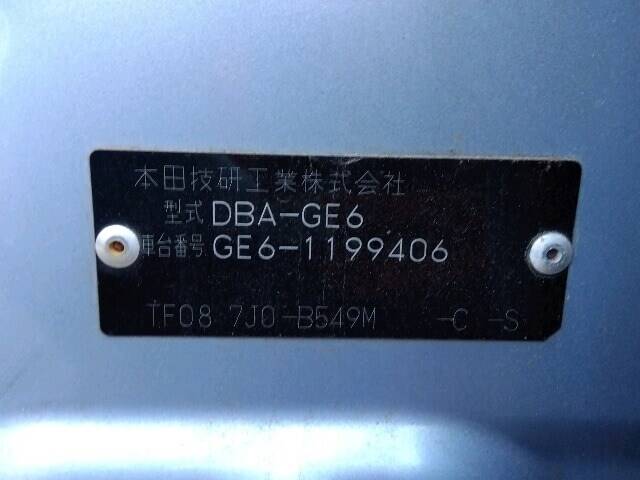 本田技研工業株式会社
型式 DBA-GE6
車台番号 GE6-1199406
TF08 7J0-B549M -C -S